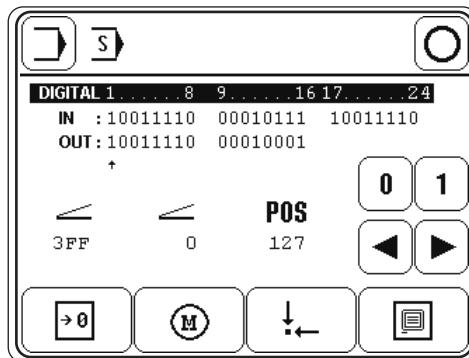 S
DIGITAL 1......8 9......16 17......24
IN :10011110 00010111 10011110
OUT:10011110 00010001
0 1
POS
3FF 0 127
→0 M